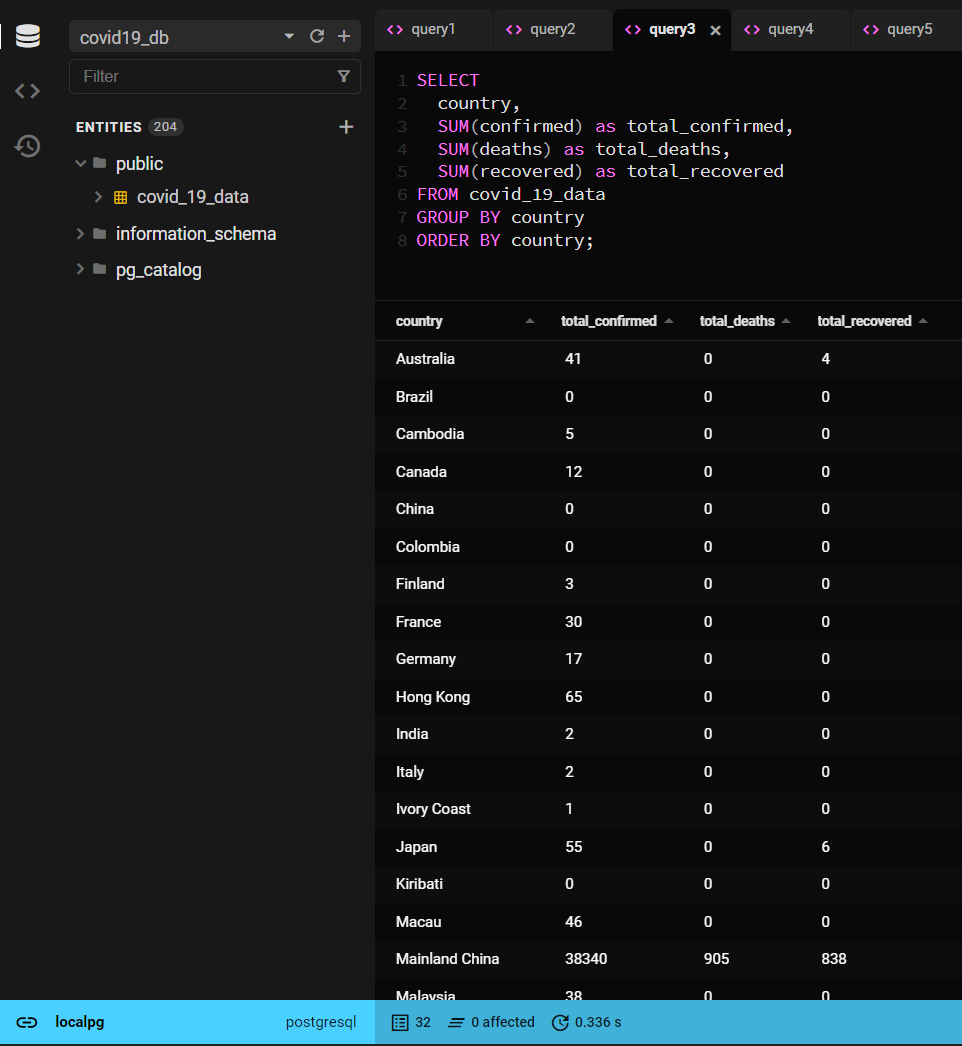 covid19_db
Filter
ENTITIES 204
public
covid_19_data
information_schema
pg_catalog
query1 query2 query3 query4 query5
1 SELECT
2 country,
3 SUM(confirmed) as total_confirmed,
4 SUM(deaths) as total_deaths,
5 SUM(recovered) as total_recovered
6 FROM covid_19_data
7 GROUP BY country
8 ORDER BY country;
country total_confirmed total_deaths total_recovered
Australia 41 0 4
Brazil 0 0 0
Cambodia 5 0 0
Canada 12 0 0
China 0 0 0
Colombia 0 0 0
Finland 3 0 0
France 30 0 0
Germany 17 0 0
Hong Kong 65 0 0
India 2 0 0
Italy 2 0 0
Ivory Coast 1 0 0
Japan 55 0 6
Kiribati 0 0 0
Macau 46 0 0
Mainland China 38340 905 838
Malaysia 38 0 0
localpg postgresql 32 0 affected 0.336 s